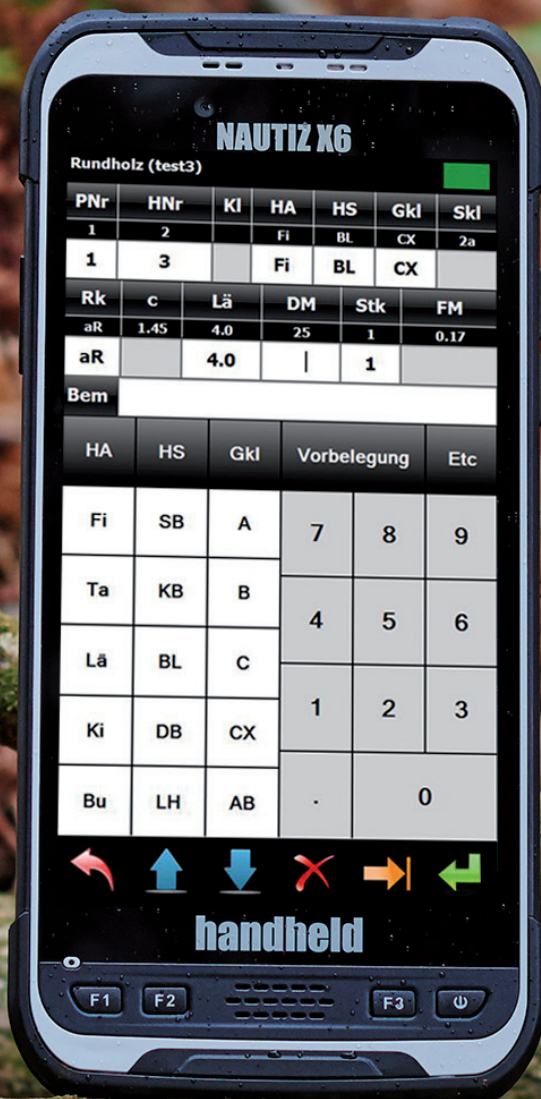 NAUTIZ X6
Rundholz (test3)
PNr HNr Kl HA HS Gkl Skl
1 2 Fi BL CX 2a
1 3 Fi BL CX
Rk c Lä DM Stk FM
aR 1.45 4.0 25 1 0.17
aR 4.0 1
Bem
HA HS Gkl Vorbelegung Etc
Fi SB A 7 8 9
Ta KB B 4 5 6
Lä BL C
Ki DB CX 1 2 3
Bu LH AB . 0
handheld
F1 F2 F3